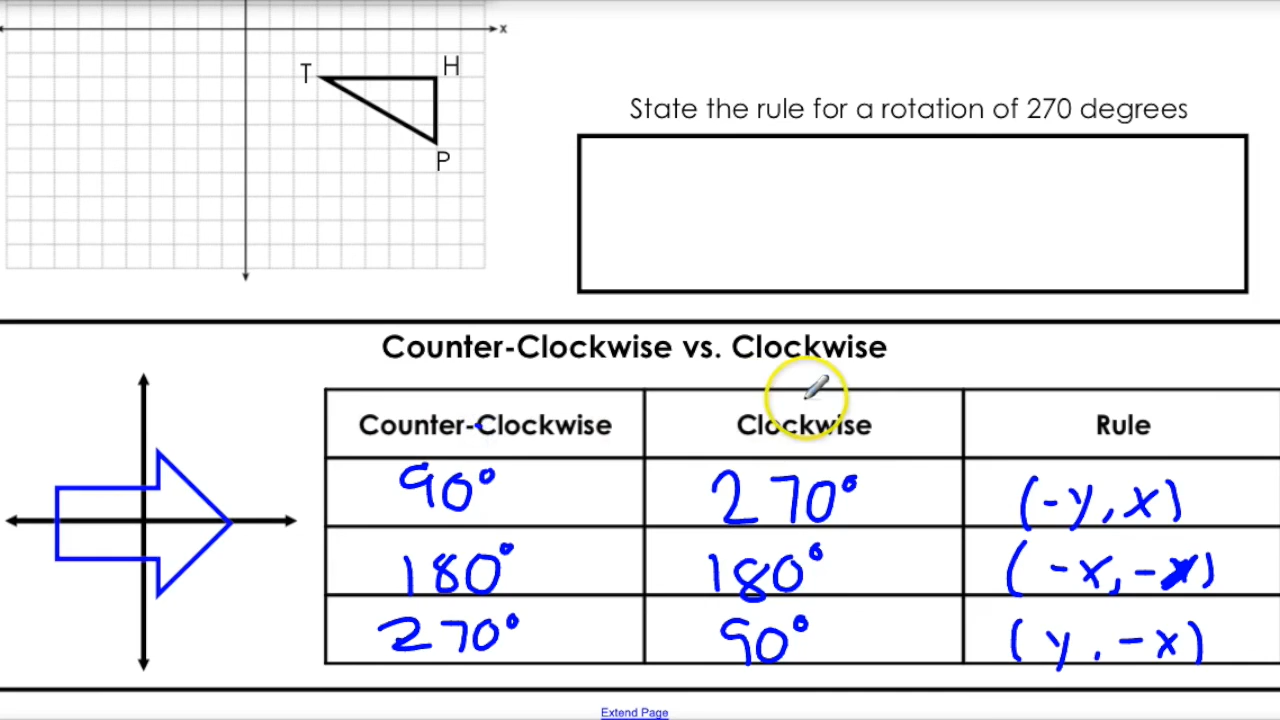 x
T
H
P
State the rule for a rotation of 270 degrees
Counter-Clockwise vs. Clockwise
Counter-Clockwise Clockwise Rule
90° 270° (-y, x)
180° 180° (-x, -y)
270° 90° (y, -x)
Extend Page